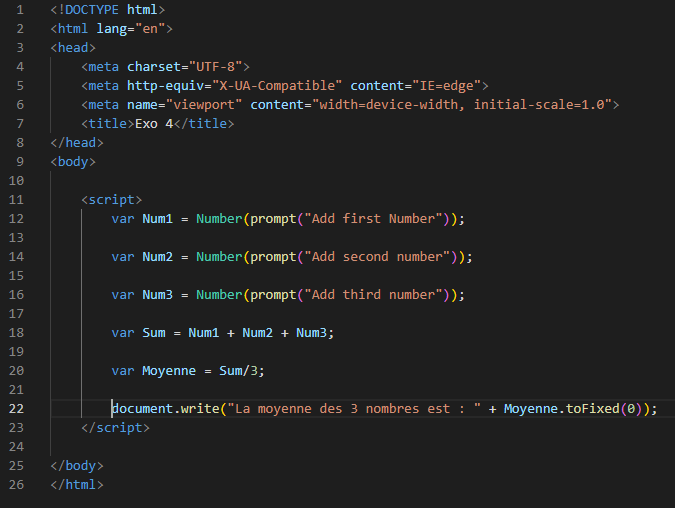 1 <!DOCTYPE html>
2 <html lang="en">
3 <head>
4 <meta charset="UTF-8">
5 <meta http-equiv="X-UA-Compatible" content="IE=edge">
6 <meta name="viewport" content="width=device-width, initial-scale=1.0">
7 <title>Exo 4</title>
8 </head>
9 <body>
10
11 <script>
12 var Num1 = Number(prompt("Add first Number"));
13
14 var Num2 = Number(prompt("Add second number"));
15
16 var Num3 = Number(prompt("Add third number"));
17
18 var Sum = Num1 + Num2 + Num3;
19
20 var Moyenne = Sum/3;
21
22 document.write("La moyenne des 3 nombres est : " + Moyenne.toFixed(0));
23 </script>
24
25 </body>
26 </html>